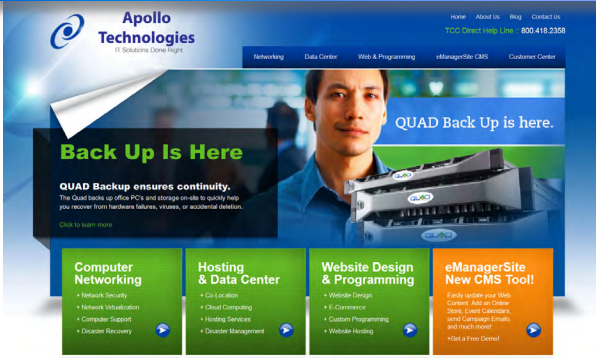 Apollo
Technologies
IT Solutions Done Right
Home About Us Blog Contact Us
TCC Direct Help Line :: 800.418.2358
Networking Data Center Web & Programming eManagerSite CMS Customer Center
QUAD Back Up is here.
Back Up Is Here
QUAD Backup ensures continuity.
The Quad backs up office PC's and storage on-site to quickly help
you recover from hardware failures, viruses, or accidental deletion.
Click to learn more
QUAD
QUAD
QUAD
Computer
Networking
+ Network Security
+ Network Virtualization
+ Computer Support
+ Disaster Recovery
Hosting
& Data Center
+ Co-Location
+ Cloud Computing
+ Hosting Services
+ Disaster Management
Website Design
& Programming
+ Website Design
+ E-Commerce
+ Custom Programming
+ Website Hosting
eManagerSite
New CMS Tool!
Easily update your Web
Content. Add an Online
Store, Event Calendars,
send Campaign Emails
and much more!
+Get a Free Demo!